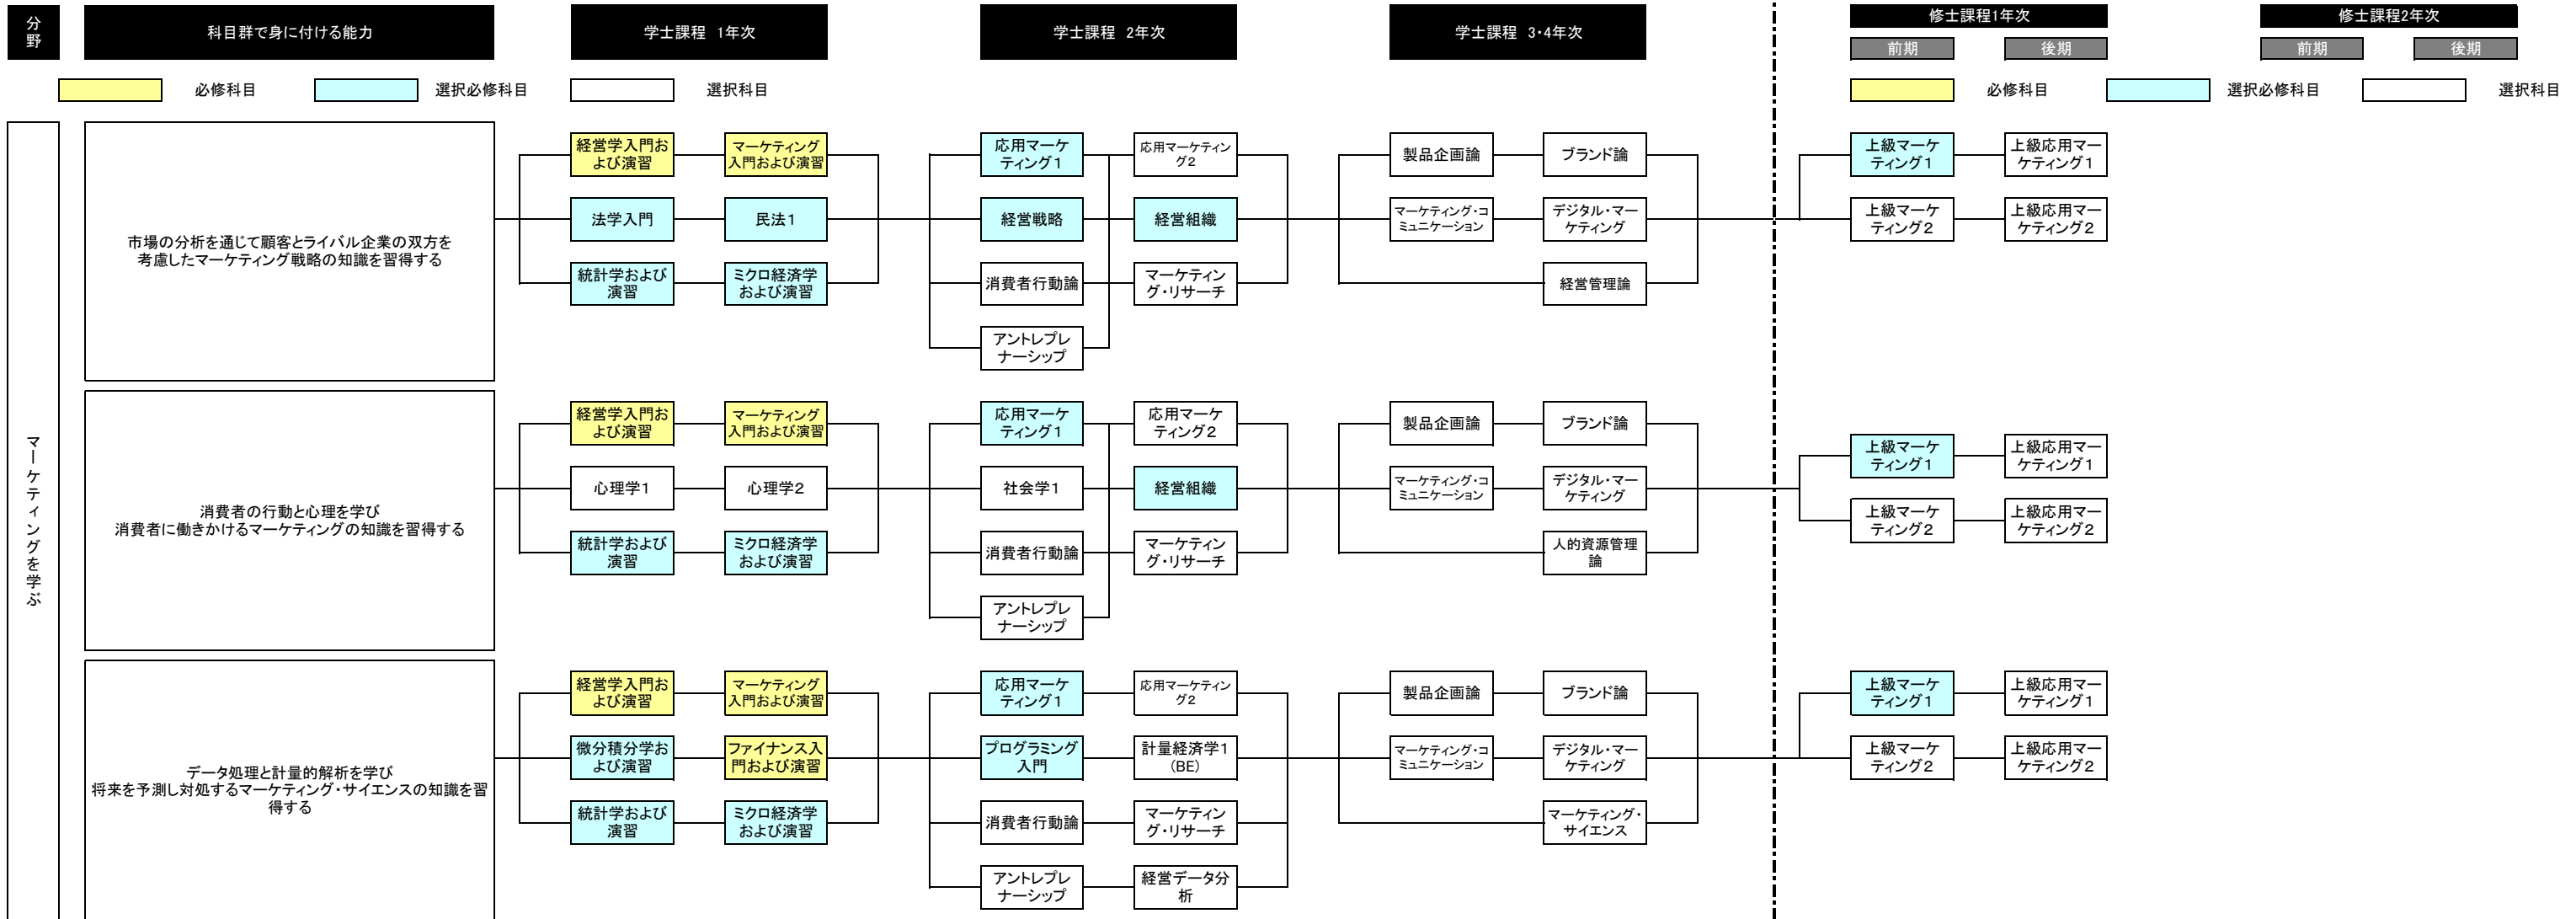 分
野
科目群で身に付ける能力
学士課程 1年次
学士課程 2年次
学士課程 3・4年次
修士課程1年次
修士課程2年次
前期
後期
前期
後期
必修科目
選択必修科目
選択科目
必修科目
選択必修科目
選択科目
マーケティングを学ぶ
市場の分析を通じて顧客とライバル企業の双方を
考慮したマーケティング戦略の知識を習得する
経営学入門お
よび演習
マーケティング
入門および演習
法学入門
民法1
統計学および
演習
ミクロ経済学
および演習
応用マーケ
ティング1
応用マーケティン
グ2
経営戦略
経営組織
消費者行動論
マーケティン
グ・リサーチ
アントレプレ
ナーシップ
製品企画論
ブランド論
マーケティング・コ
ミュニケーション
デジタル・マー
ケティング
経営管理論
上級マーケ
ティング1
上級応用マー
ケティング1
上級マーケ
ティング2
上級応用マー
ケティング2
消費者の行動と心理を学び
消費者に働きかけるマーケティングの知識を習得する
経営学入門お
よび演習
マーケティング
入門および演習
心理学1
心理学2
統計学および
演習
ミクロ経済学
および演習
応用マーケ
ティング1
応用マーケ
ティング2
社会学1
経営組織
消費者行動論
マーケティン
グ・リサーチ
アントレプレ
ナーシップ
製品企画論
ブランド論
マーケティング・コ
ミュニケーション
デジタル・マー
ケティング
人的資源管理
論
上級マーケ
ティング1
上級応用マー
ケティング1
上級マーケ
ティング2
上級応用マー
ケティング2
データ処理と計量的解析を学び
将来を予測し対処するマーケティング・サイエンスの知識を習
得する
経営学入門お
よび演習
マーケティング
入門および演習
微分積分学お
よび演習
ファイナンス入
門および演習
統計学および
演習
ミクロ経済学
および演習
応用マーケ
ティング1
応用マーケティン
グ2
プログラミング
入門
計量経済学1
(BE)
消費者行動論
マーケティン
グ・リサーチ
アントレプレ
ナーシップ
経営データ分
析
製品企画論
ブランド論
マーケティング・コ
ミュニケーション
デジタル・マー
ケティング
マーケティング・
サイエンス
上級マーケ
ティング1
上級応用マー
ケティング1
上級マーケ
ティング2
上級応用マー
ケティング2